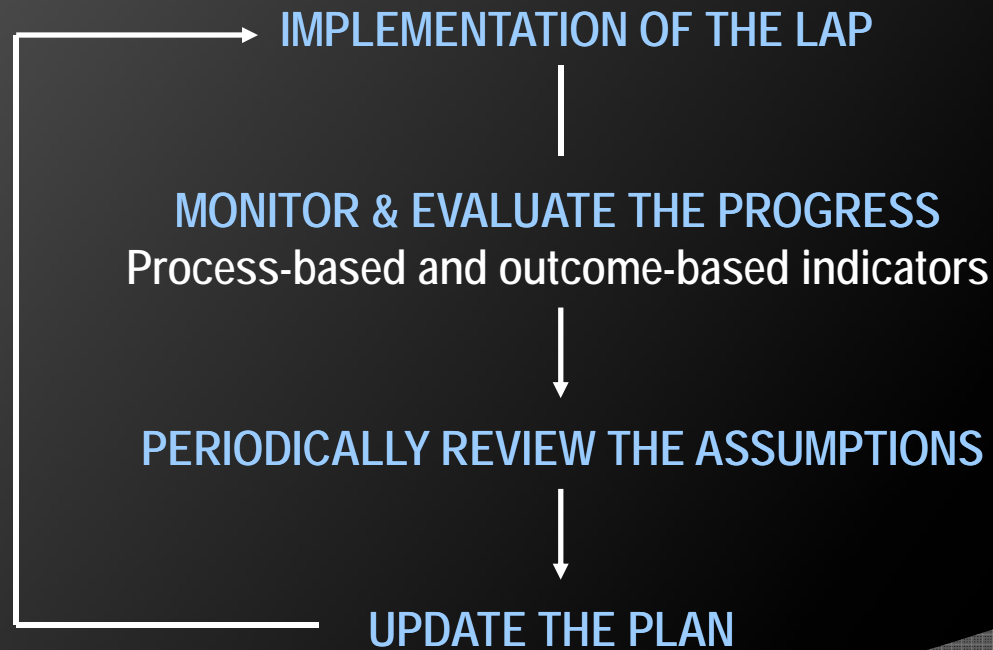 IMPLEMENTATION OF THE LAP
MONITOR & EVALUATE THE PROGRESS
Process-based and outcome-based indicators
PERIODICALLY REVIEW THE ASSUMPTIONS
UPDATE THE PLAN